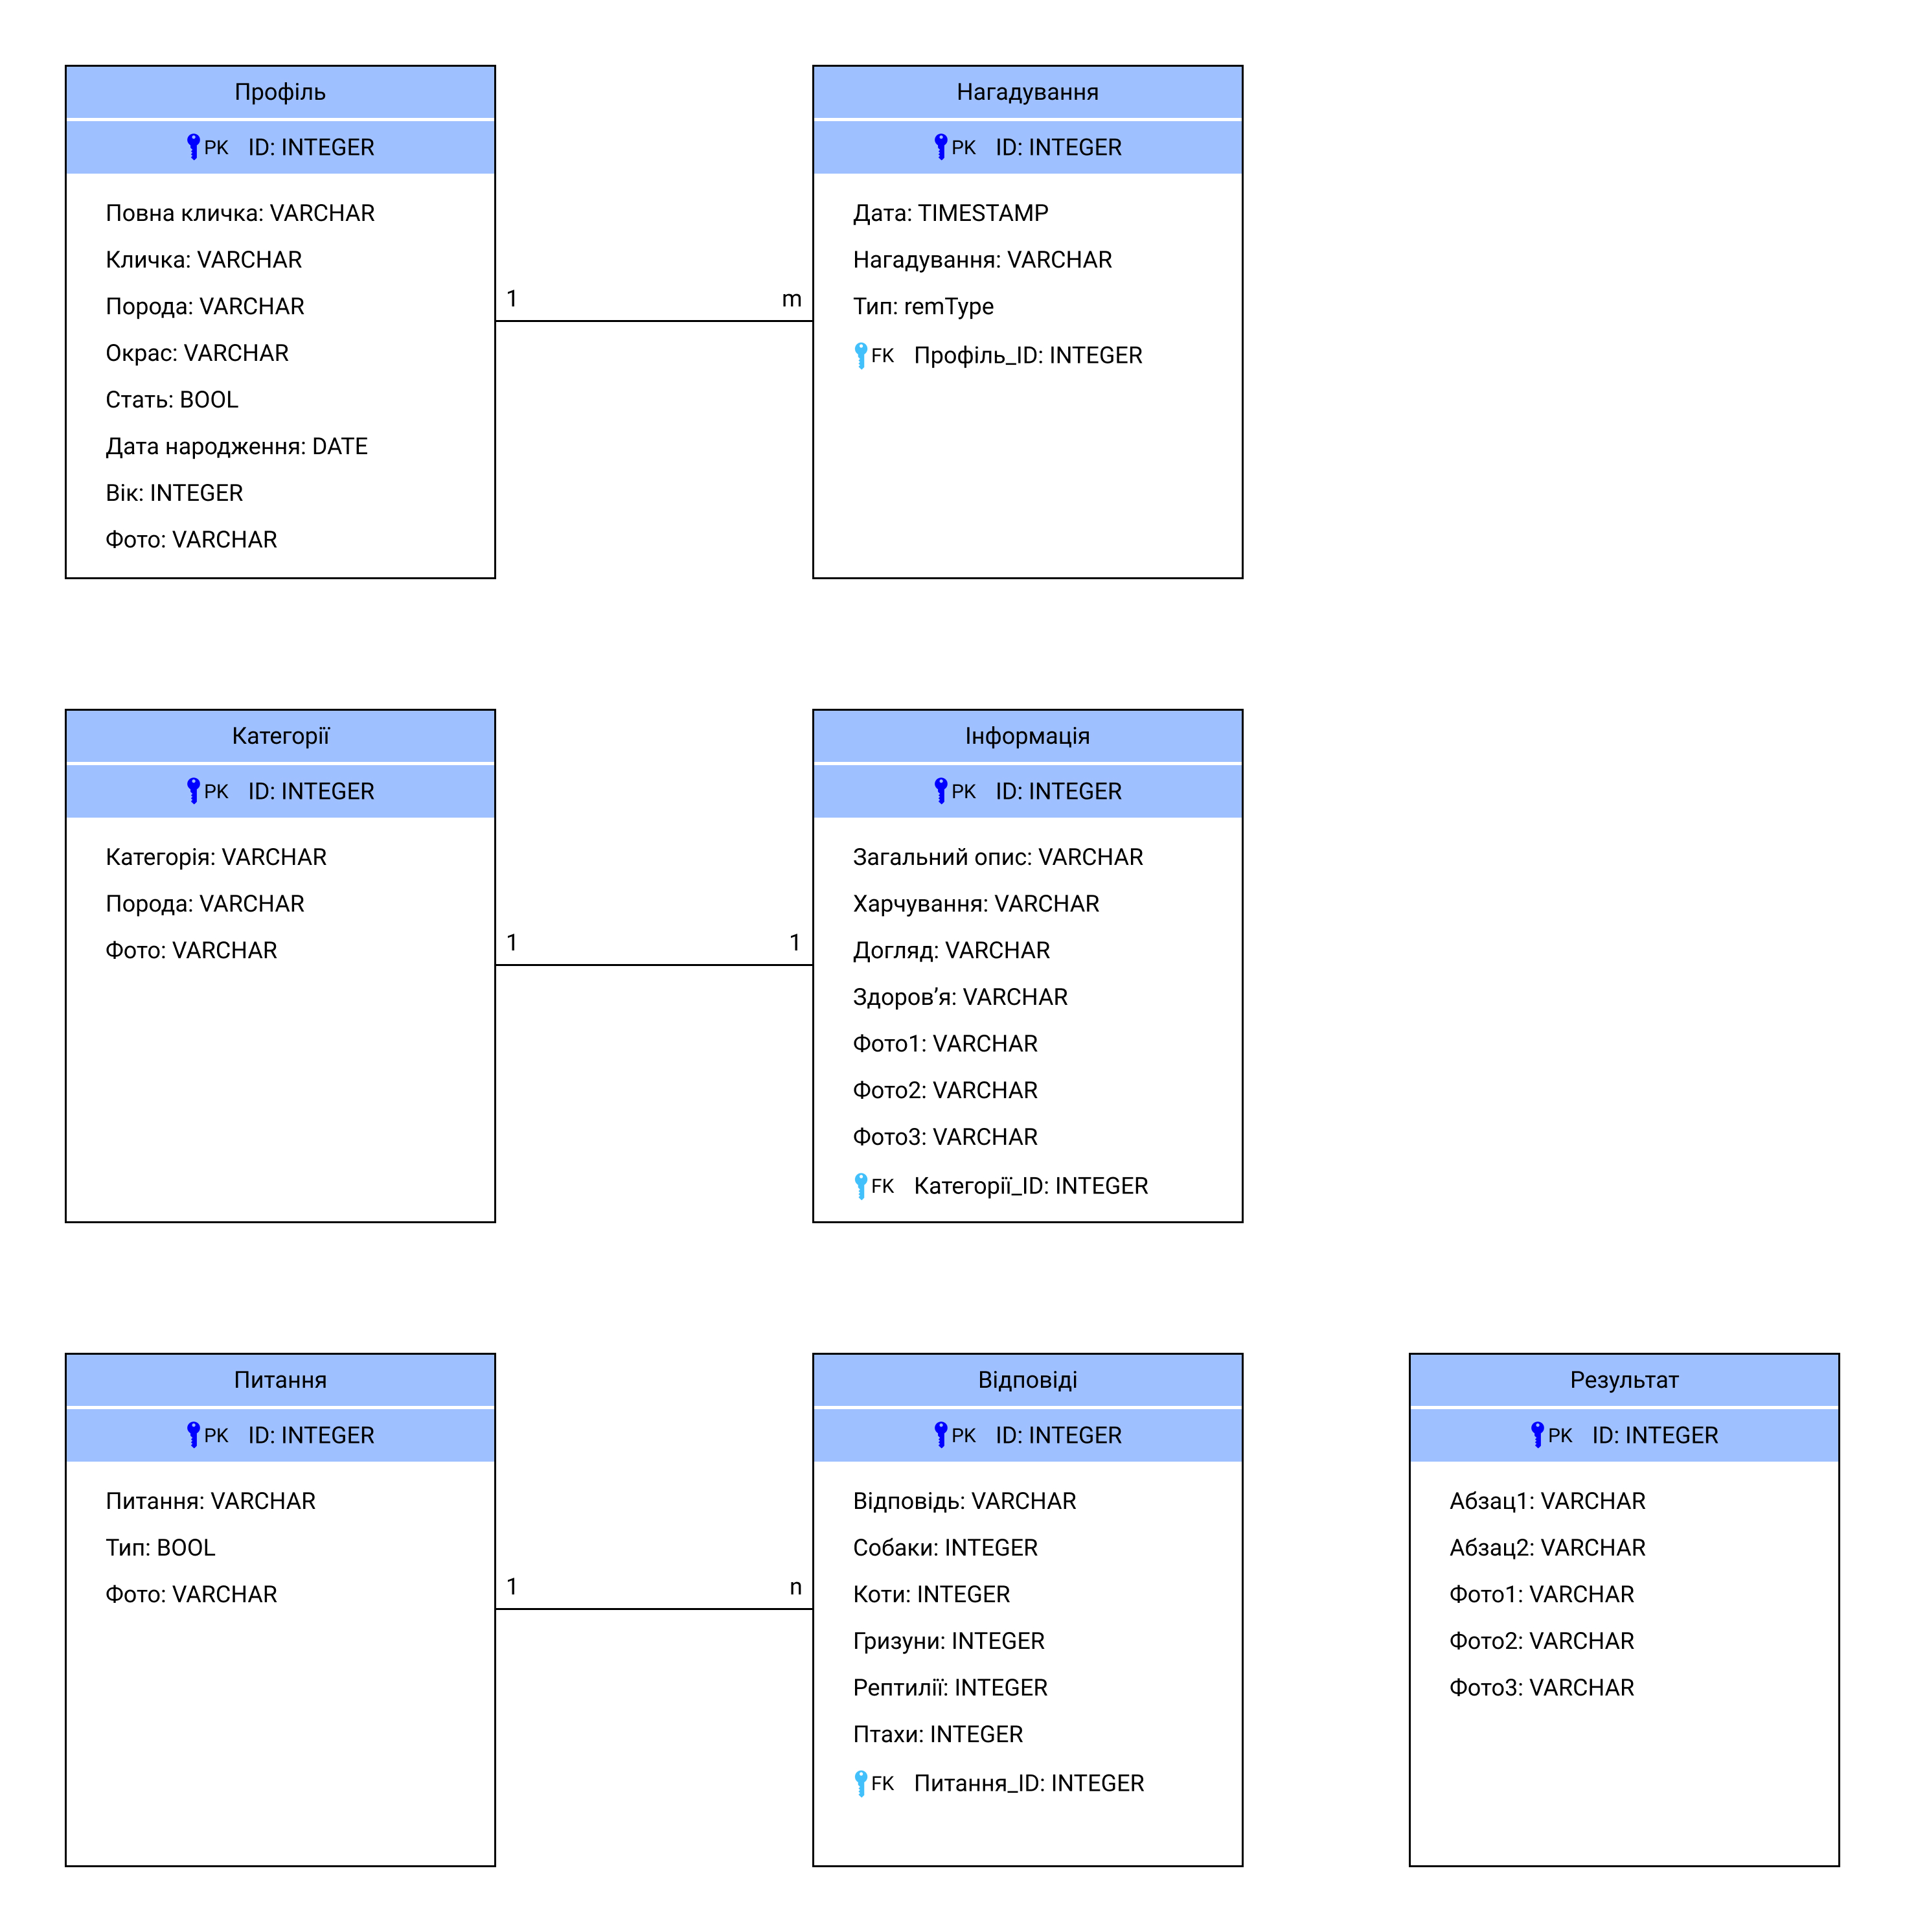 Профіль
PK ID: INTEGER
Повна кличка: VARCHAR
Кличка: VARCHAR
Порода: VARCHAR
Окрас: VARCHAR
Стать: BOOL
Дата народження: DATE
Вік: INTEGER
Фото: VARCHAR
1
m
Нагадування
PK ID: INTEGER
Дата: TIMESTAMP
Нагадування: VARCHAR
Тип: remType
FK Профіль_ID: INTEGER
Категорії
PK ID: INTEGER
Категорія: VARCHAR
Порода: VARCHAR
Фото: VARCHAR
1
1
Інформація
PK ID: INTEGER
Загальний опис: VARCHAR
Харчування: VARCHAR
Догляд: VARCHAR
Здоров’я: VARCHAR
Фото1: VARCHAR
Фото2: VARCHAR
Фото3: VARCHAR
FK Категорії_ID: INTEGER
Питання
PK ID: INTEGER
Питання: VARCHAR
Тип: BOOL
Фото: VARCHAR
1
n
Відповіді
PK ID: INTEGER
Відповідь: VARCHAR
Собаки: INTEGER
Коти: INTEGER
Гризуни: INTEGER
Рептилії: INTEGER
Птахи: INTEGER
FK Питання_ID: INTEGER
Результат
PK ID: INTEGER
Абзац1: VARCHAR
Абзац2: VARCHAR
Фото1: VARCHAR
Фото2: VARCHAR
Фото3: VARCHAR